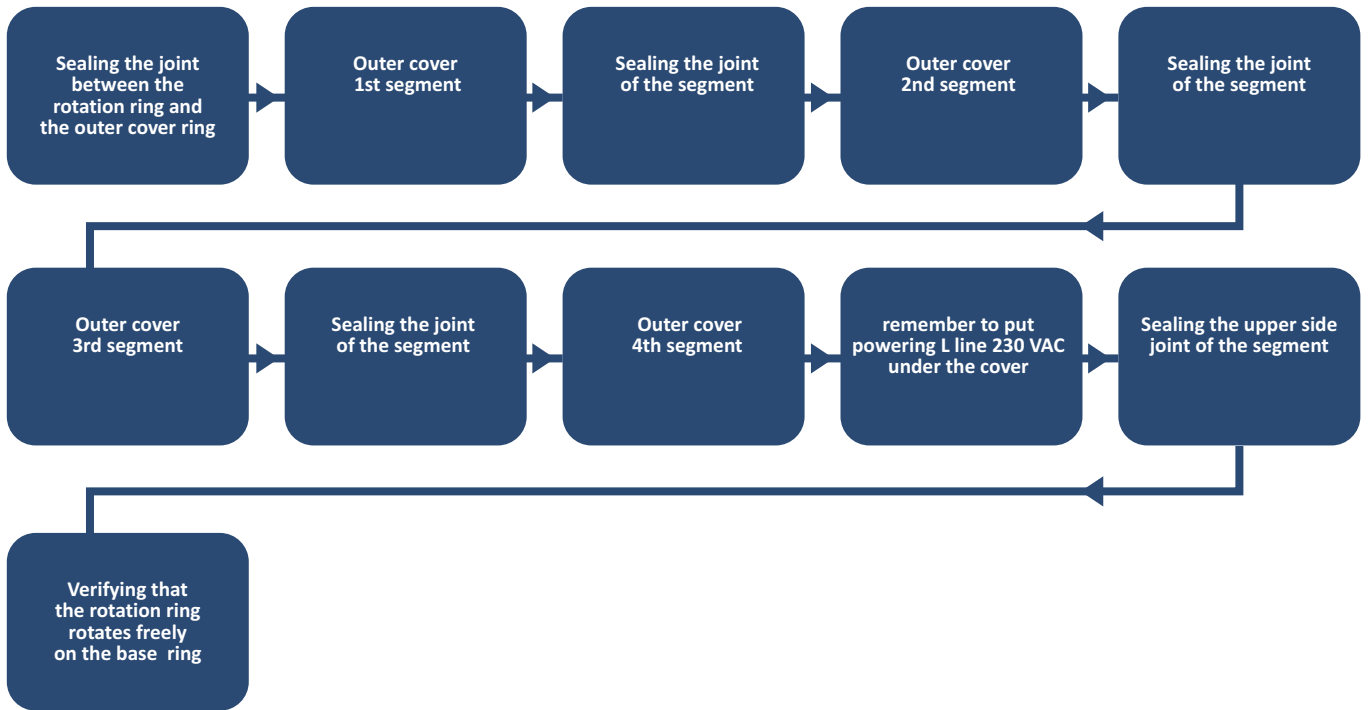 Sealing the joint
between the
rotation ring and
the outer cover ring
Outer cover
1st segment
Sealing the joint
of the segment
Outer cover
2nd segment
Sealing the joint
of the segment
Outer cover
3rd segment
Sealing the joint
of the segment
Outer cover
4th segment
remember to put
powering L line 230 VAC
under the cover
Sealing the upper side
joint of the segment
Verifying that
the rotation ring
rotates freely
on the base ring